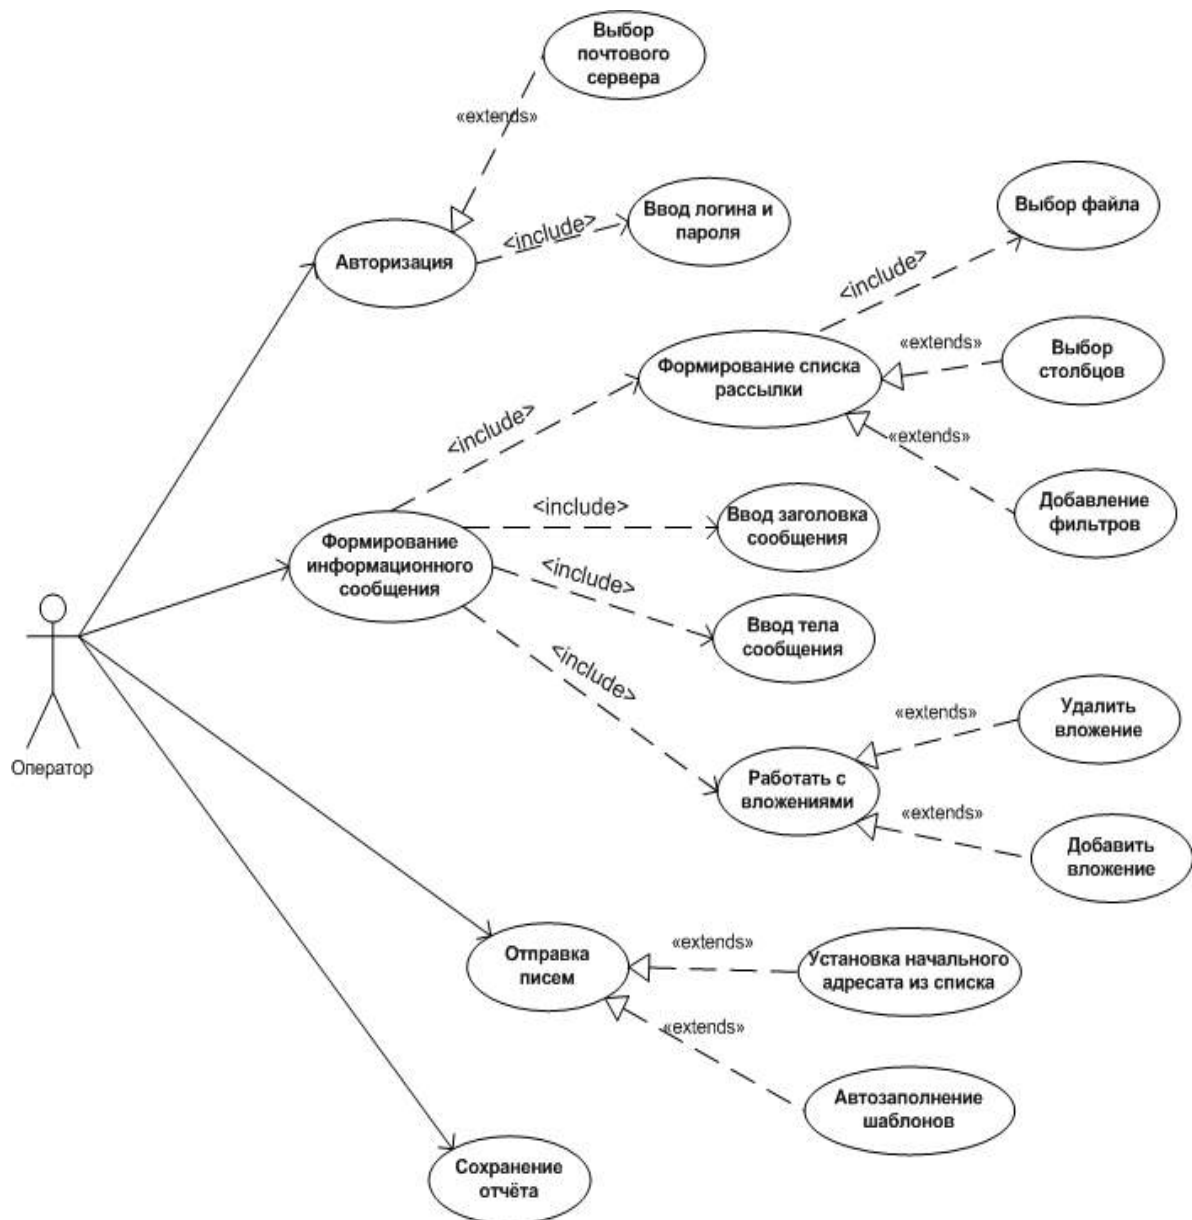 Выбор
почтового
сервера
«extends»
Выбор файла
Ввод логина и
пароля
<include>
Авторизация
<include>
«extends»
Выбор
столбцов
Формирование списка
рассылки
<include>
«extends»
Добавление
фильтров
<include>
Ввод заголовка
сообщения
Формирование
информационного
сообщения
<include>
Ввод тела
сообщения
<include>
«extends»
Удалить
вложение
Оператор
Работать с
вложениями
«extends»
Добавить
вложение
«extends»
Отправка
писем
Установка начального
адресата из списка
«extends»
Автозаполнение
шаблонов
Сохранение
отчёта